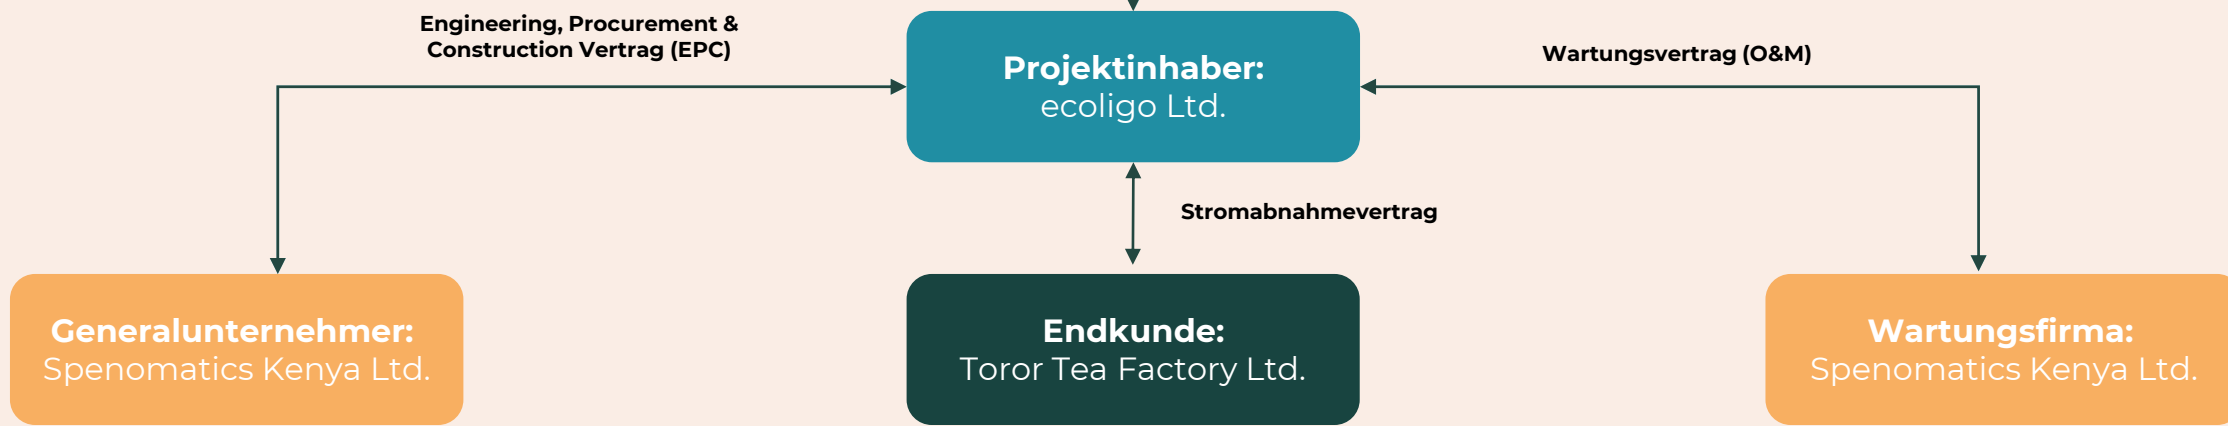 Engineering, Procurement &
Construction Vertrag (EPC)
Projektinhaber:
ecoligo Ltd.
Wartungsvertrag (O&M)
Stromabnahmevertrag
Generalunternehmer:
Spenomatics Kenya Ltd.
Endkunde:
Toror Tea Factory Ltd.
Wartungsfirma:
Spenomatics Kenya Ltd.